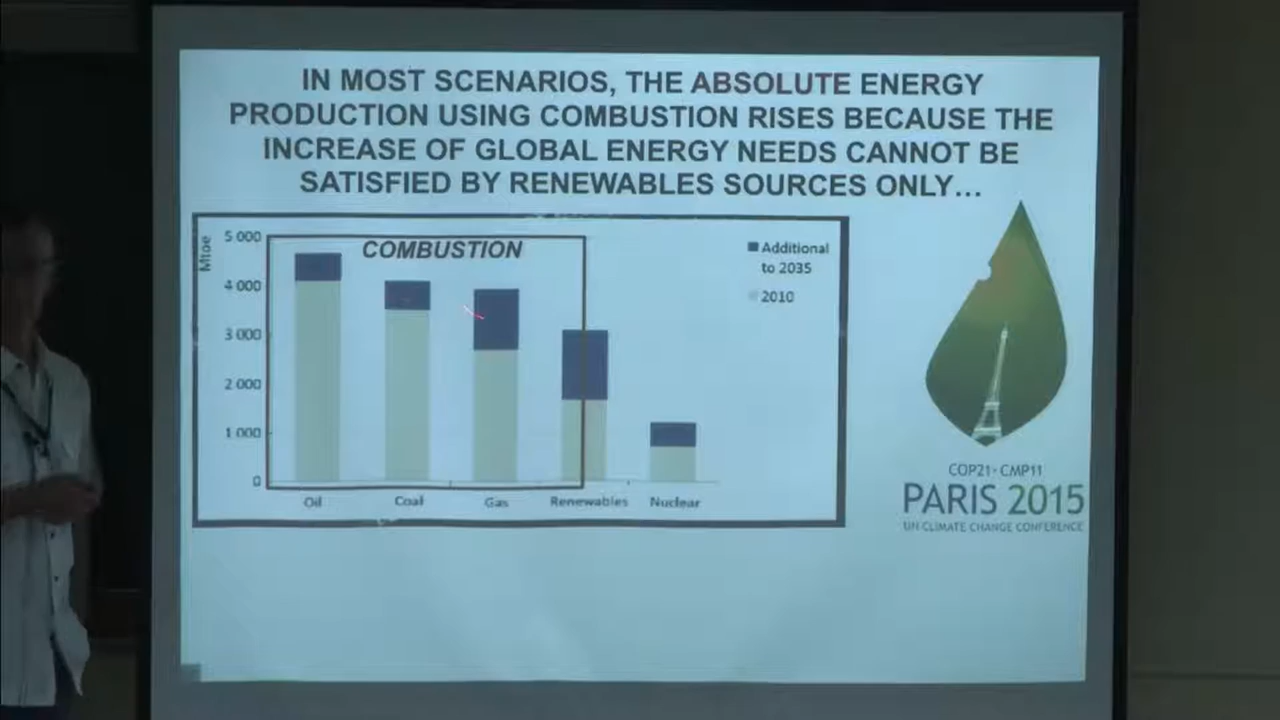 IN MOST SCENARIOS, THE ABSOLUTE ENERGY
PRODUCTION USING COMBUSTION RISES BECAUSE THE
INCREASE OF GLOBAL ENERGY NEEDS CANNOT BE
SATISFIED BY RENEWABLES SOURCES ONLY...
Mtoe
5 000
4 000
3 000
2 000
1 000
0
COMBUSTION
Additional
to 2035
2010
Oil
Coal
Gas
Renewables
Nuclear
COP21·CMP11
PARIS 2015
UN CLIMATE CHANGE CONFERENCE